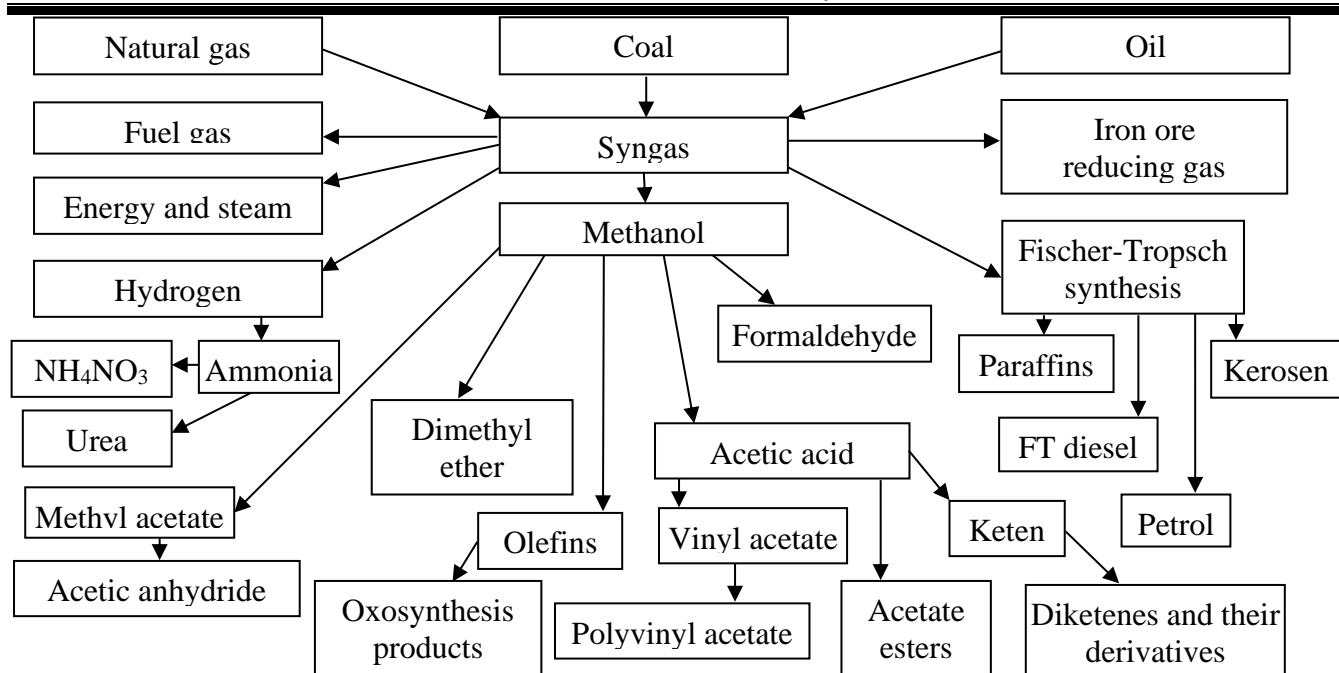 Natural gas
Coal
Oil
Fuel gas
Syngas
Iron ore
reducing gas
Energy and steam
Methanol
Fischer-Tropsch
synthesis
Hydrogen
Formaldehyde
Paraffins
Kerosen
NH₄NO₃
Ammonia
Urea
Dimethyl
ether
Acetic acid
FT diesel
Methyl acetate
Olefins
Vinyl acetate
Keten
Petrol
Acetic anhydride
Oxosynthesis
products
Polyvinyl acetate
Acetate
esters
Diketenes and their
derivatives